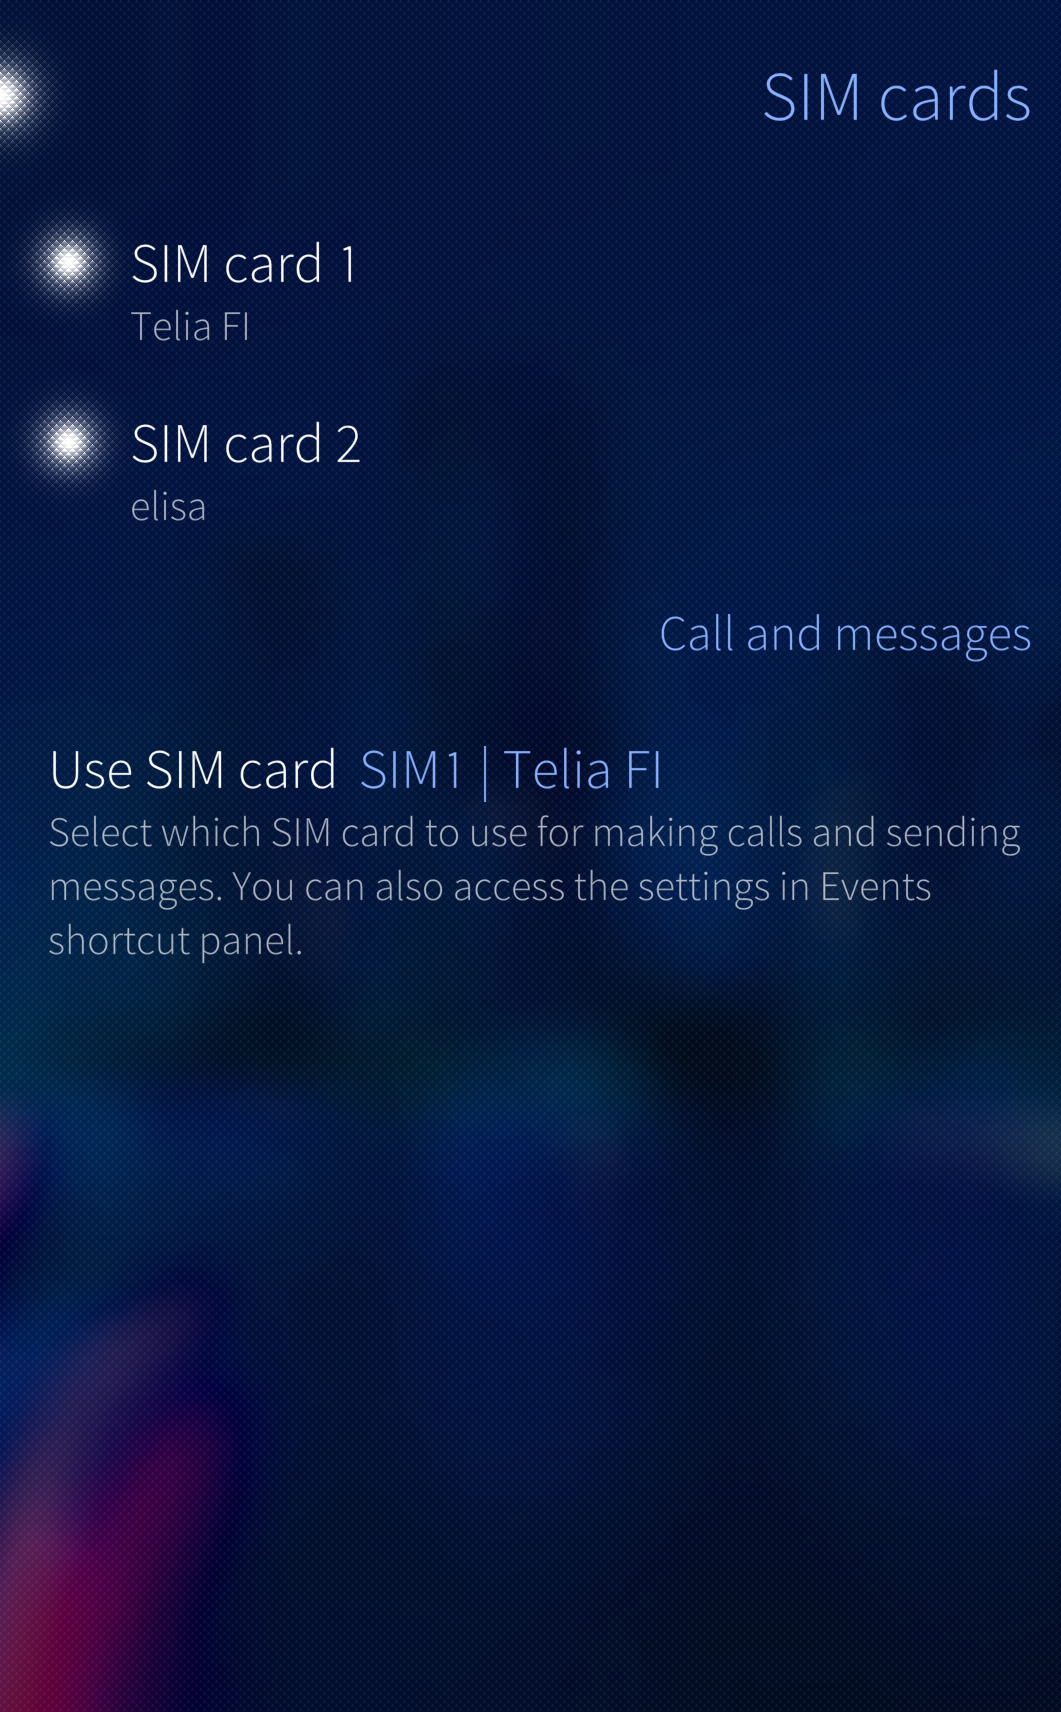 SIM cards
SIM card 1
Telia FI
SIM card 2
elisa
Call and messages
Use SIM card SIM1 | Telia FI
Select which SIM card to use for making calls and sending
messages. You can also access the settings in Events
shortcut panel.